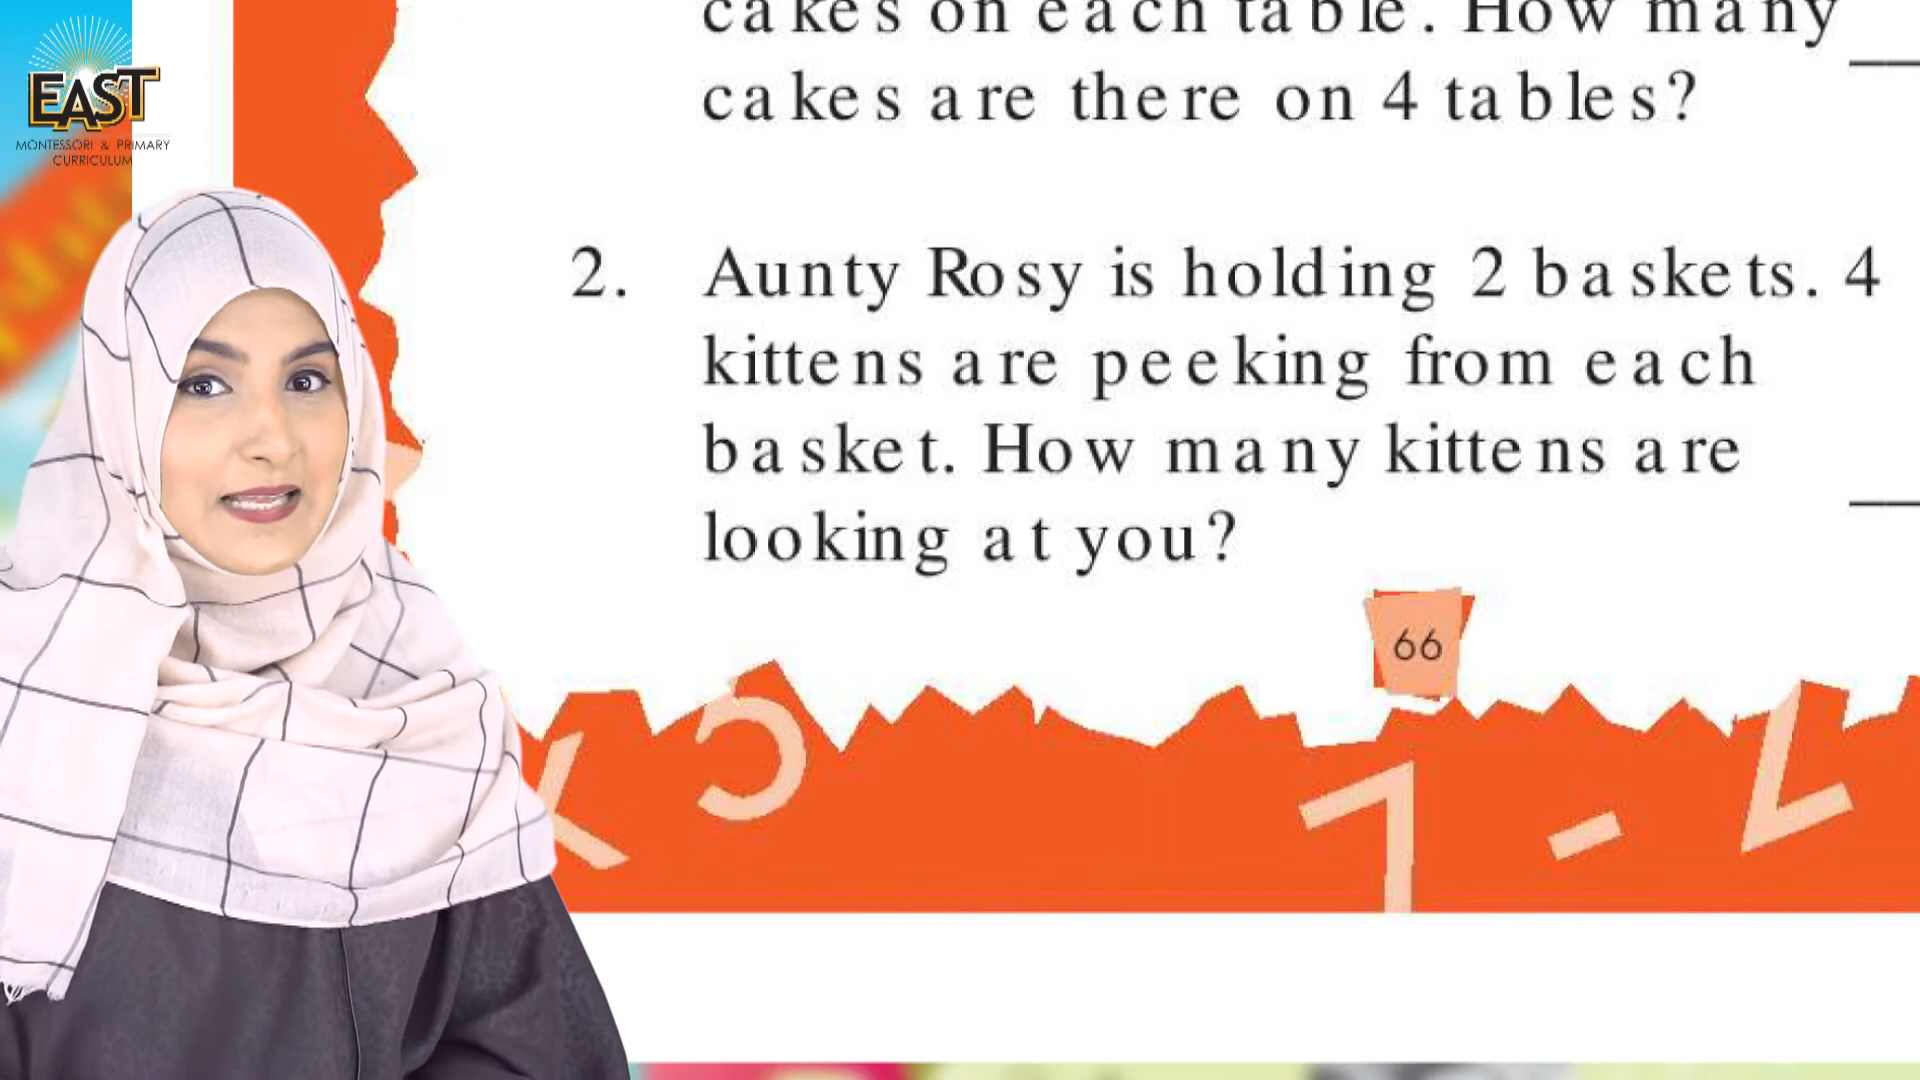 EAST
MONTESSORI & PRIMARY
CURRICULUM
cakes on each table. How many
cakes are there on 4 tables?
2. Aunty Rosy is holding 2 baskets. 4
kittens are peeking from each
basket. How many kittens are
looking at you?
66